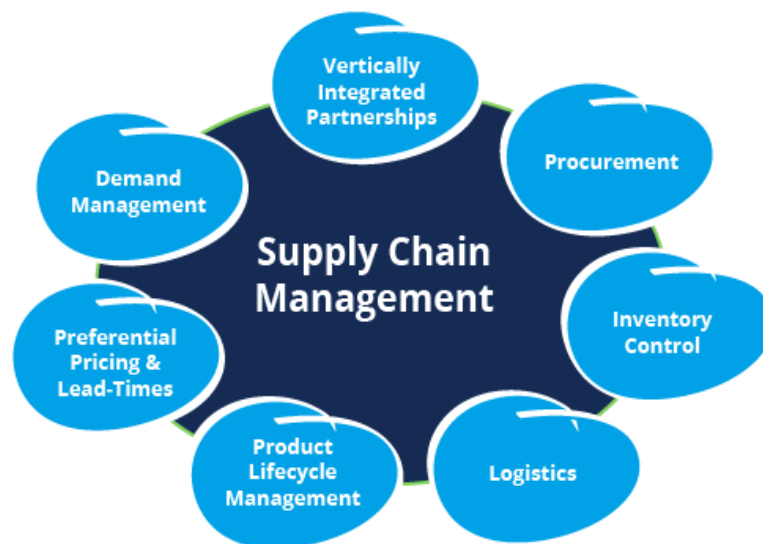 Vertically
Integrated
Partnerships
Procurement
Demand
Management
Supply Chain
Management
Inventory
Control
Preferential
Pricing &
Lead-Times
Product
Lifecycle
Management
Logistics